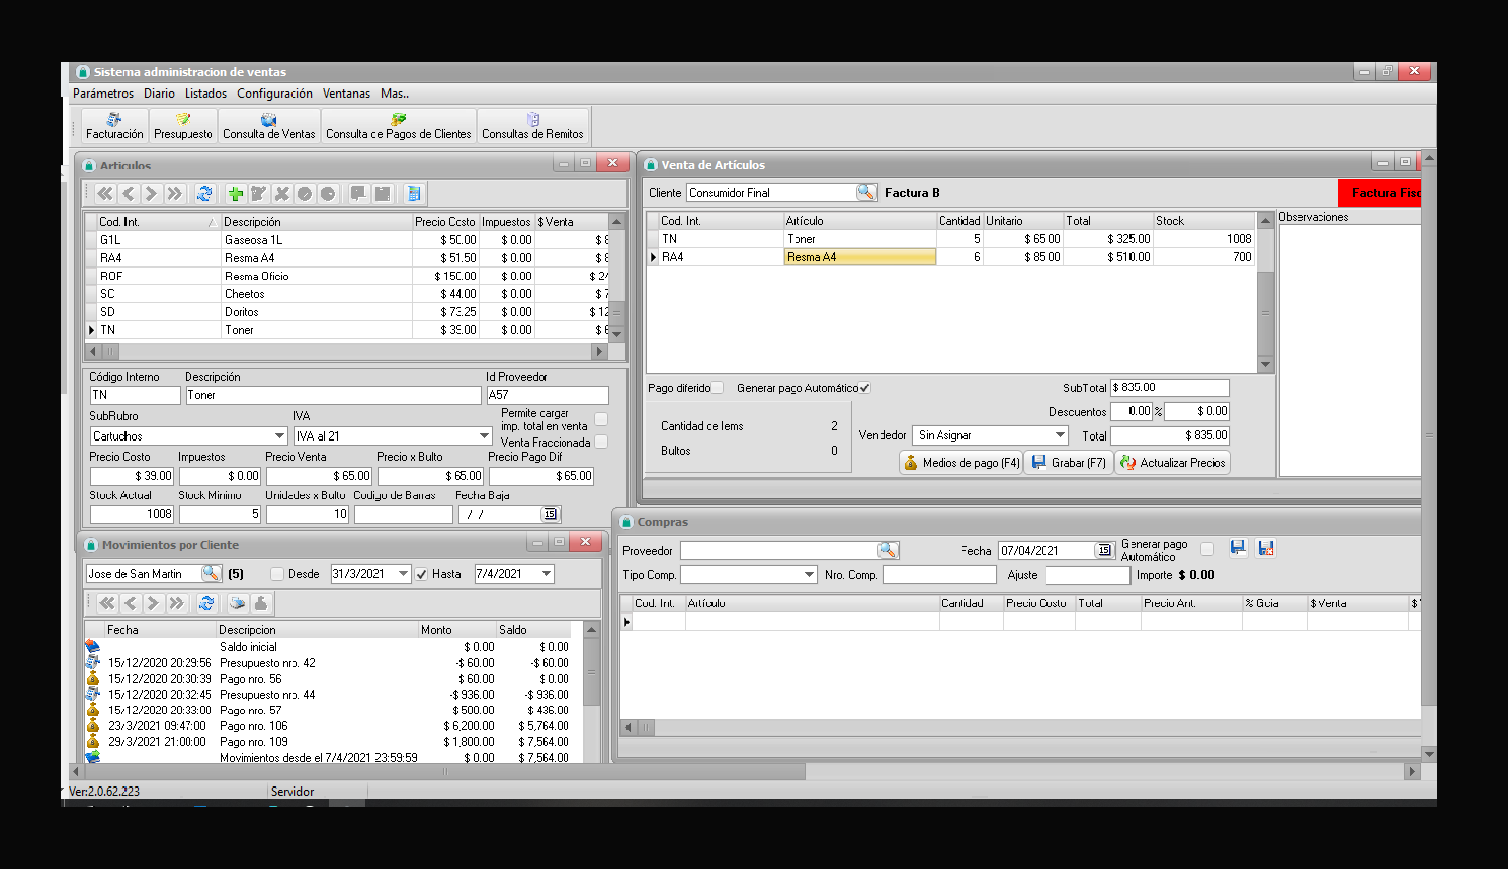 Sistema administracion de ventas
Parámetros Diario Listados Configuración Ventanas Mas..
Facturación Presupuesto Consulta de Ventas Consulta de Pagos de Clientes Consultas de Remitos
Articulos
Cod. Int. Descripción Precio Costo Impuestos $ Venta
G1L Gaseosa 1L $ 50.00 $ 0.00 $ 8
RA4 Resma A4 $ 51.50 $ 0.00 $ 8
ROF Resma Oficio $ 150.00 $ 0.00 $ 24
SC Cheetos $ 44.00 $ 0.00 $ 7
SD Doritos $ 73.25 $ 0.00 $ 12
TN Toner $ 39.00 $ 0.00 $ 6
Código Interno Descripción Id Proveedor
TN Toner A57
SubRubro IVA Permite cargar
imp. total en venta
Cartuchos IVA al 21 Venta Fraccionada
Precio Costo Impuestos Precio Venta Precio x Bulto Precio Pago Dif
$ 39.00 $ 0.00 $ 65.00 $ 65.00 $ 65.00
Stock Actual Stock Minimo Unidades x Bulto Codigo de Barras Fecha Baja
1008 5 10 / / 15
Venta de Artículos
Cliente Consumidor Final Factura B Factura Fisc
Cod. Int. Artículo Cantidad Unitario Total Stock Observaciones
TN Toner 5 $ 65.00 $ 325.00 1008
RA4 Resma A4 6 $ 85.00 $ 510.00 700
Pago diferido Generar pago Automático SubTotal $ 835.00
Descuentos 0.00 % $ 0.00
Cantidad de Items 2
Vendedor Sin Asignar Total $ 835.00
Bultos 0
Medios de pago (F4) Grabar (F7) Actualizar Precios
Movimientos por Cliente
Jose de San Martin (5) Desde 31/3/2021 Hasta 7/4/2021
Fecha Descripcion Monto Saldo
Saldo inicial $ 0.00 $ 0.00
15/12/2020 20:29:56 Presupuesto nro. 42 -$ 60.00 -$ 60.00
15/12/2020 20:30:39 Pago nro. 56 $ 60.00 $ 0.00
15/12/2020 20:32:45 Presupuesto nro. 44 -$ 936.00 -$ 936.00
15/12/2020 20:33:00 Pago nro. 57 $ 500.00 $ 436.00
23/3/2021 09:47:00 Pago nro. 106 $ 6,200.00 $ 5,764.00
29/3/2021 21:00:00 Pago nro. 109 $ 1,800.00 $ 7,564.00
Movimientos desde el 7/4/2021 23:59:59 $ 0.00 $ 7,564.00
Compras
Proveedor Fecha 07/04/2021 15 Generar pago
Automático
Tipo Comp. Nro. Comp. Ajuste Importe $ 0.00
Cod. Int. Artículo Cantidad Precio Costo Total Precio Ant. % Gcia $ Venta $
Ver:2.0.62.223 Servidor